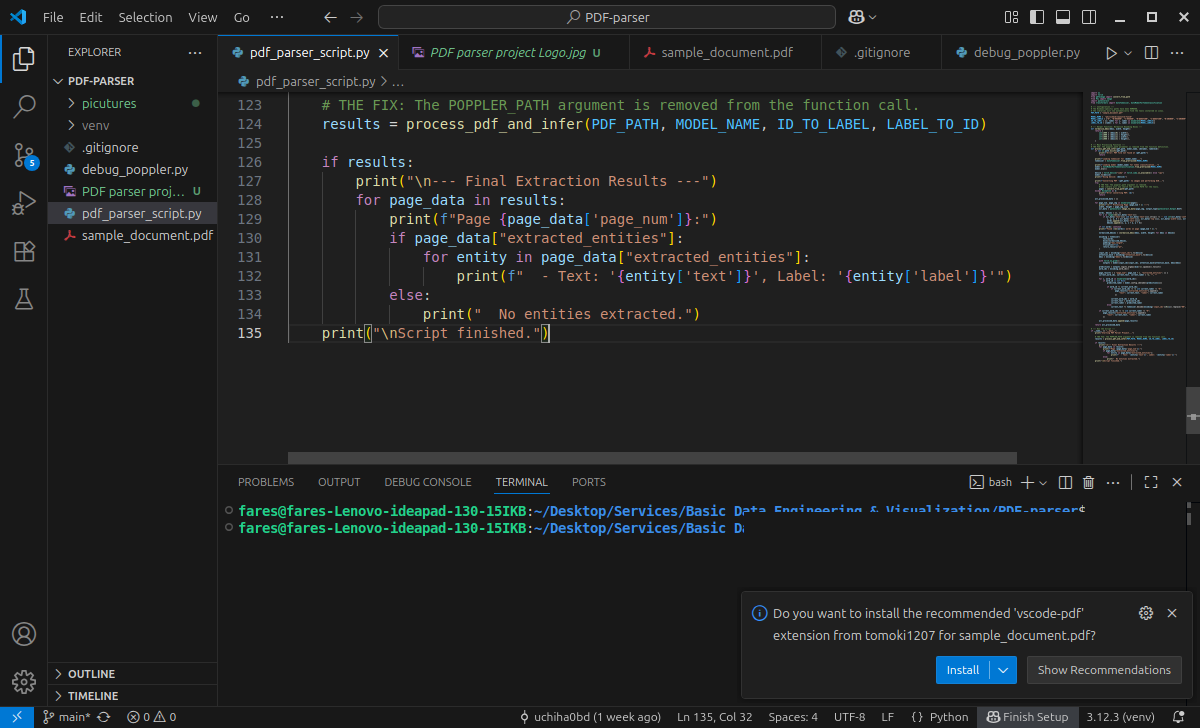 File Edit Selection View Go ··· PDF-parser
EXPLORER ···
PDF-PARSER
picutures
venv
.gitignore
debug_poppler.py
PDF parser proj... U
pdf_parser_script.py
sample_document.pdf
OUTLINE
TIMELINE
5
pdf_parser_script.py PDF parser project Logo.jpg U sample_document.pdf .gitignore debug_poppler.py ···
pdf_parser_script.py > ...
123 # THE FIX: The POPPLER_PATH argument is removed from the function call.
124 results = process_pdf_and_infer(PDF_PATH, MODEL_NAME, ID_TO_LABEL, LABEL_TO_ID)
125
126 if results:
127 print("\n--- Final Extraction Results ---")
128 for page_data in results:
129 print(f"Page {page_data['page_num']}:")
130 if page_data["extracted_entities"]:
131 for entity in page_data["extracted_entities"]:
132 print(f"  - Text: '{entity['text']}', Label: '{entity['label']}'")
133 else:
134 print("  No entities extracted.")
135 print("\nScript finished.")
PROBLEMS OUTPUT DEBUG CONSOLE TERMINAL PORTS bash ···
fares@fares-Lenovo-ideapad-130-15IKB:~/Desktop/Services/Basic Data Engineering & Visualization/PDF-parser$
fares@fares-Lenovo-ideapad-130-15IKB:~/Desktop/Services/Basic Da
Do you want to install the recommended 'vscode-pdf'
extension from tomoki1207 for sample_document.pdf?
Install Show Recommendations
main* 0 0 uchiha0bd (1 week ago) Ln 135, Col 32 Spaces: 4 UTF-8 LF {} Python Finish Setup 3.12.3 (venv)